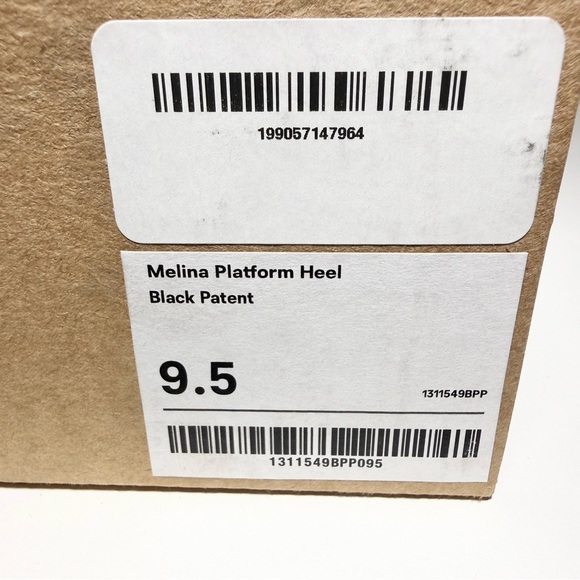 199057147964
Melina Platform Heel
Black Patent
9.5
1311549BPP
1311549BPP095